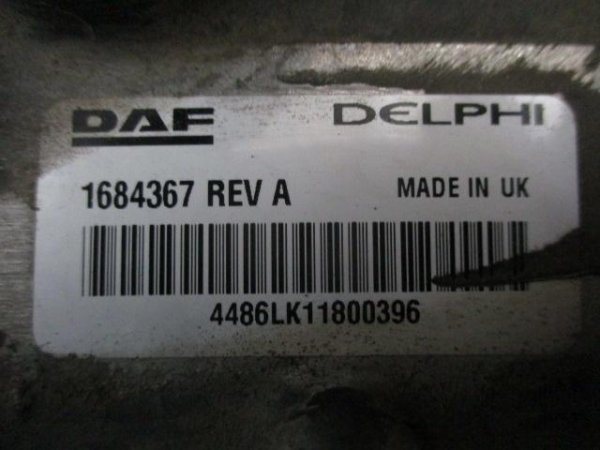 DAF DELPHI
1684367 REV A MADE IN UK
4486LK11800396